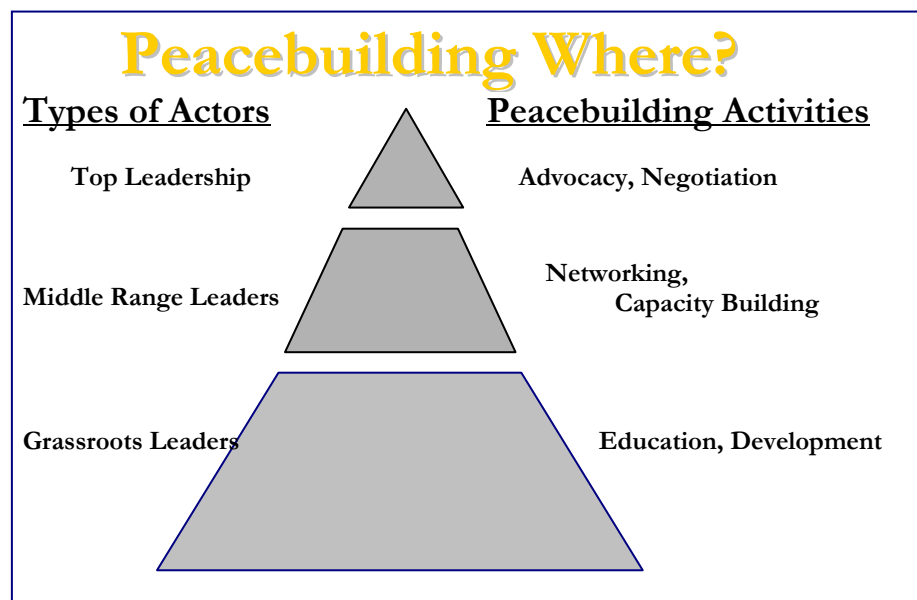 Peacebuilding Where?
Types of Actors
Peacebuilding Activities
Top Leadership
Advocacy, Negotiation
Networking,
Capacity Building
Middle Range Leaders
Grassroots Leaders
Education, Development